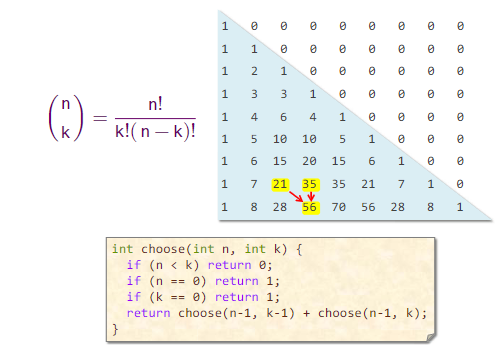 (n k) = n! / k!(n − k)!
1 0 0 0 0 0 0 0 0
1 1 0 0 0 0 0 0 0
1 2 1 0 0 0 0 0 0
1 3 3 1 0 0 0 0 0
1 4 6 4 1 0 0 0 0
1 5 10 10 5 1 0 0 0
1 6 15 20 15 6 1 0 0
1 7 21 35 35 21 7 1 0
1 8 28 56 70 56 28 8 1
int choose(int n, int k) {
  if (n < k) return 0;
  if (n == 0) return 1;
  if (k == 0) return 1;
  return choose(n-1, k-1) + choose(n-1, k);
}